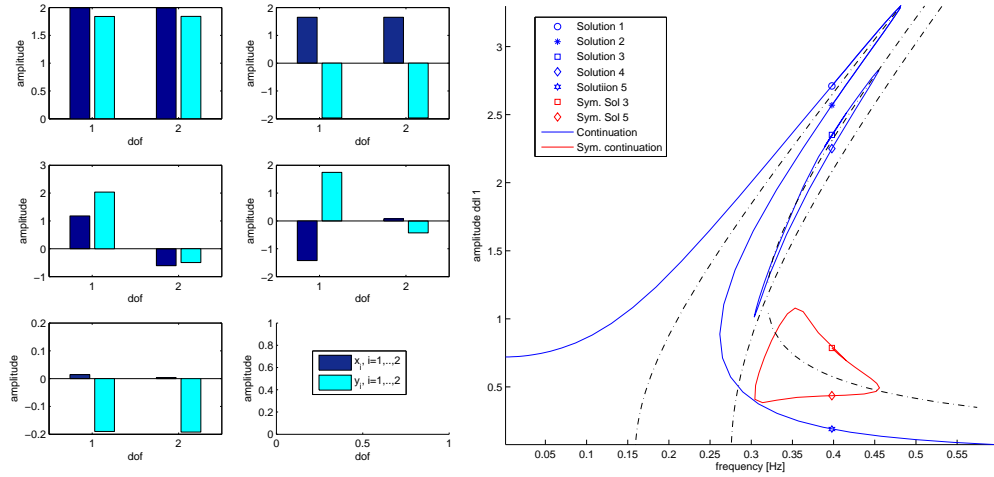 2
1.5
1
0.5
0
amplitude
1
2
dof
2
1
0
−1
−2
amplitude
1
2
dof
3
2
1
0
−1
amplitude
1
2
dof
2
1
0
−1
−2
amplitude
1
2
dof
0.2
0.1
0
−0.1
−0.2
amplitude
1
2
dof
1
0.8
0.6
0.4
0.2
0
amplitude
x_i, i=1,..,2
y_i, i=1,..,2
0
0.5
1
dof
Solution 1
Solution 2
Solution 3
Solution 4
Solutiion 5
Sym. Sol 3
Sym. Sol 5
Continuation
Sym. continuation
3
2.5
2
1.5
1
0.5
amplitude ddl 1
0.05 0.1 0.15 0.2 0.25 0.3 0.35 0.4 0.45 0.5 0.55
frequency [Hz]